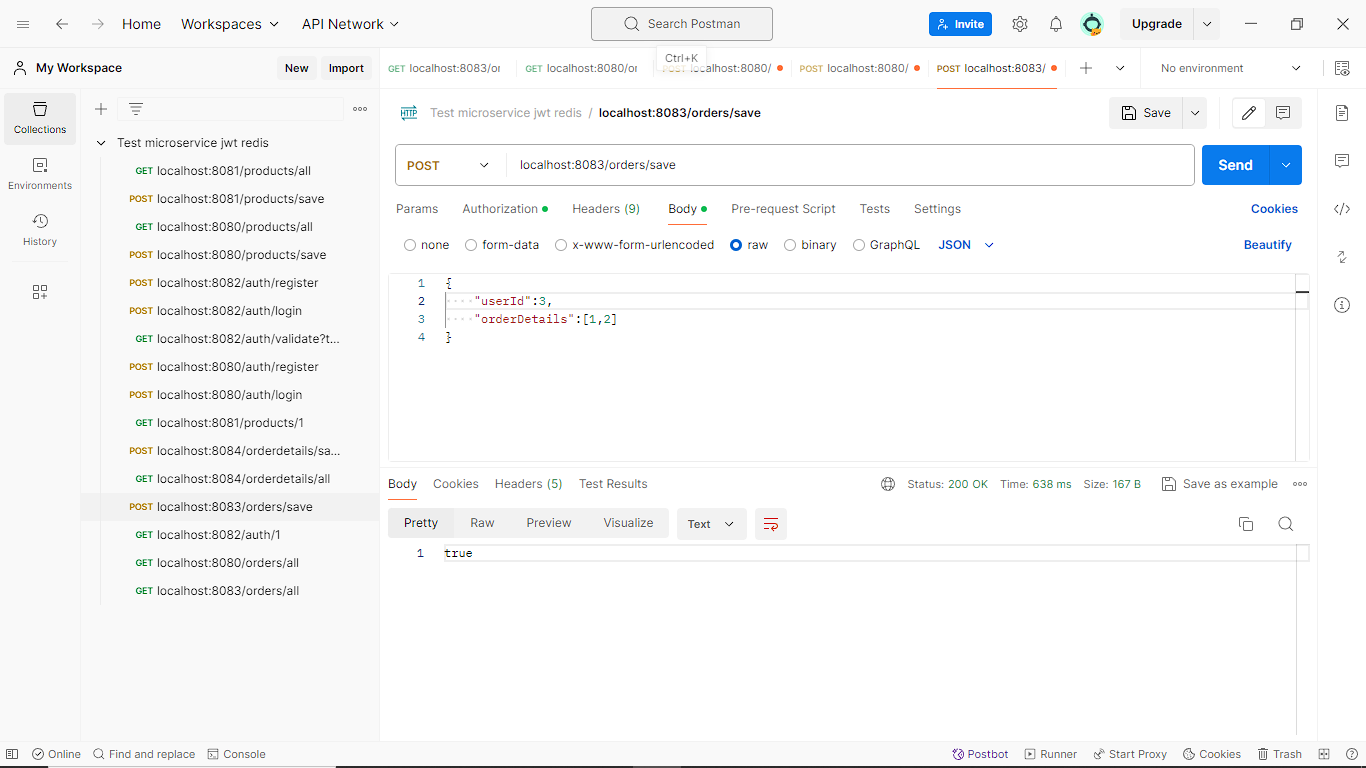 Home Workspaces API Network Search Postman Invite Upgrade
Ctrl+K
My Workspace New Import
GET localhost:8083/or GET localhost:8080/or localhost:8080/ POST localhost:8080/ POST localhost:8083/ No environment
Collections
Environments
History
Test microservice jwt redis
GET localhost:8081/products/all
POST localhost:8081/products/save
GET localhost:8080/products/all
POST localhost:8080/products/save
POST localhost:8082/auth/register
POST localhost:8082/auth/login
GET localhost:8082/auth/validate?t...
POST localhost:8080/auth/register
POST localhost:8080/auth/login
GET localhost:8081/products/1
POST localhost:8084/orderdetails/sa...
GET localhost:8084/orderdetails/all
POST localhost:8083/orders/save
GET localhost:8082/auth/1
GET localhost:8080/orders/all
GET localhost:8083/orders/all
HTTP Test microservice jwt redis / localhost:8083/orders/save Save
POST localhost:8083/orders/save Send
Params Authorization Headers (9) Body Pre-request Script Tests Settings Cookies
none form-data x-www-form-urlencoded raw binary GraphQL JSON Beautify
1 {
2 "userId":3,
3 "orderDetails":[1,2]
4 }
Body Cookies Headers (5) Test Results Status: 200 OK Time: 638 ms Size: 167 B Save as example
Pretty Raw Preview Visualize Text
1 true
Online Find and replace Console Postbot Runner Start Proxy Cookies Trash